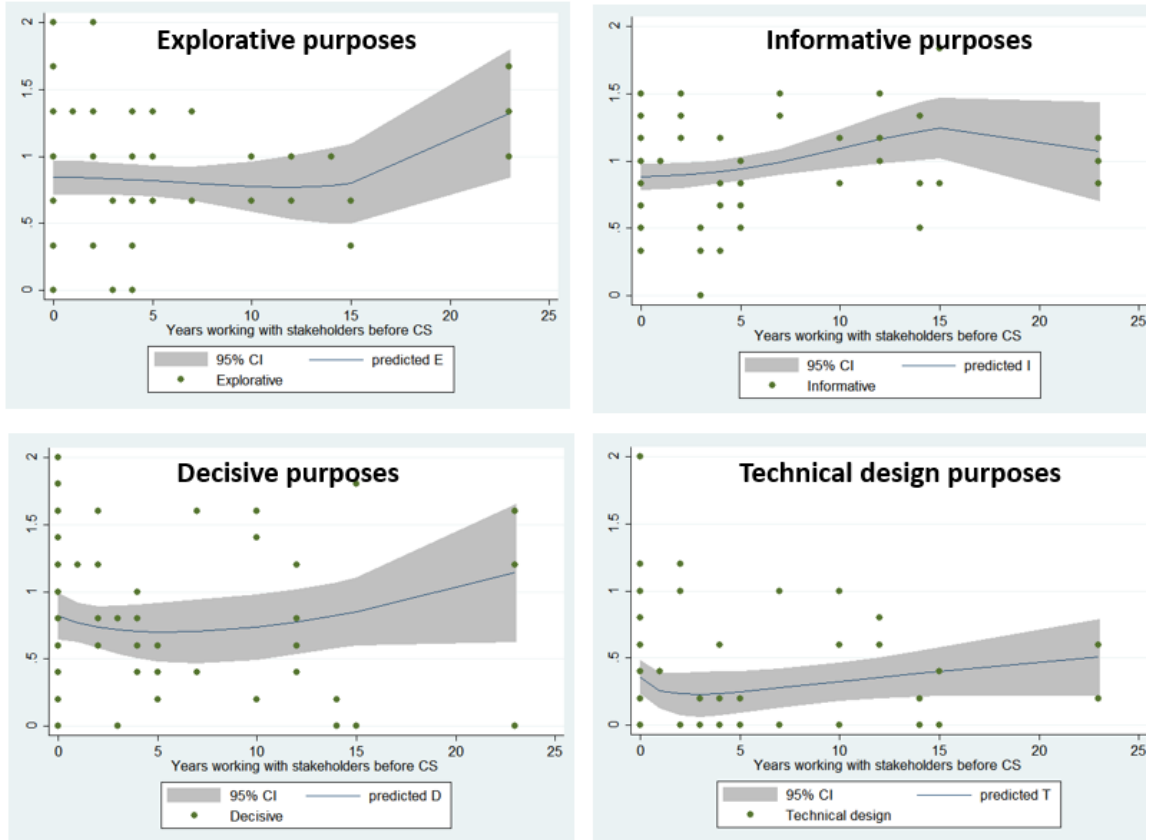 Explorative purposes
2
1.5
1
.5
0
0 5 10 15 20 25
Years working with stakeholders before CS
95% CI predicted E
Explorative
Informative purposes
2
1.5
1
.5
0
0 5 10 15 20 25
Years working with stakeholders before CS
95% CI predicted I
Informative
Decisive purposes
2
1.5
1
.5
0
0 5 10 15 20 25
Years working with stakeholders before CS
95% CI predicted D
Decisive
Technical design purposes
2
1.5
1
.5
0
0 5 10 15 20 25
Years working with stakeholders before CS
95% CI predicted T
Technical design